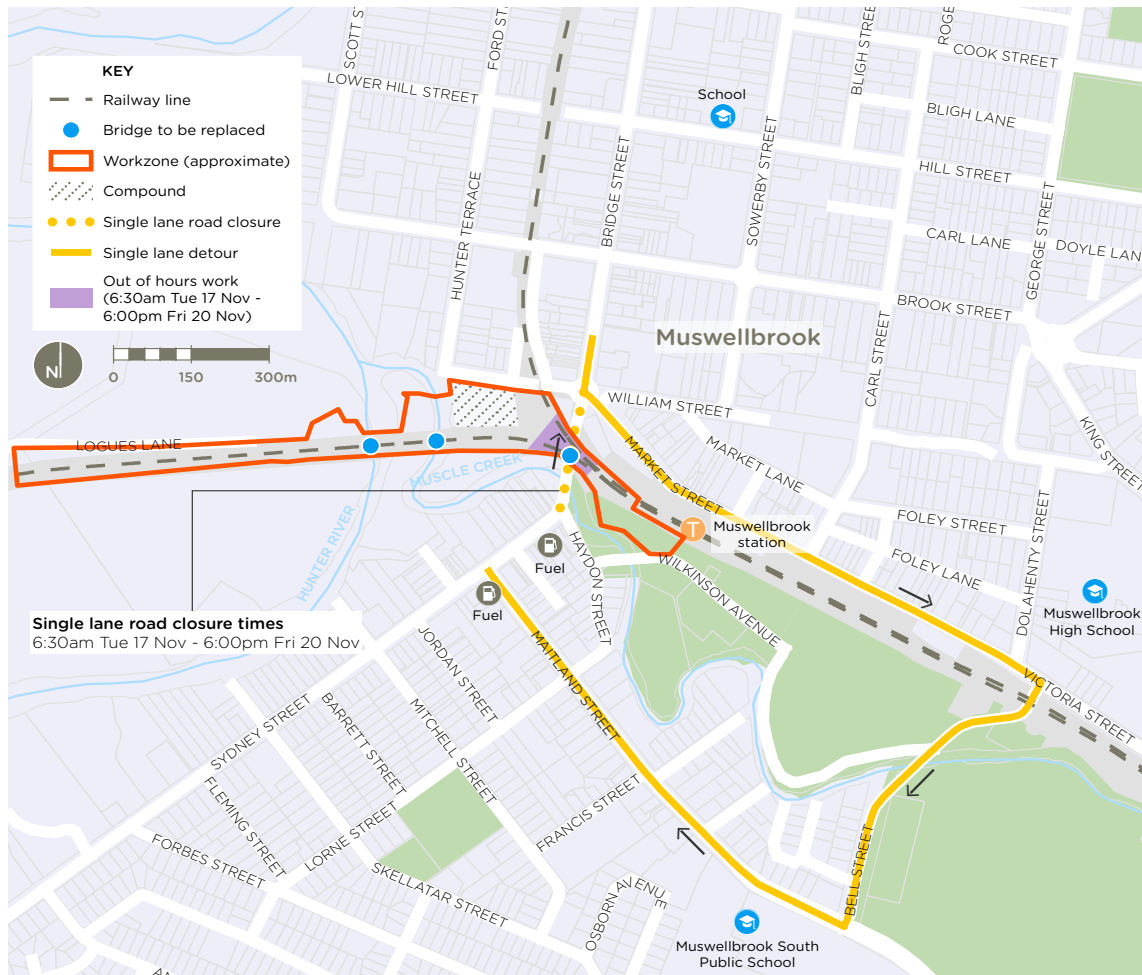 KEY
Railway line
Bridge to be replaced
Workzone (approximate)
Compound
Single lane road closure
Single lane detour
Out of hours work
(6:30am Tue 17 Nov -
6:00pm Fri 20 Nov)
N
0 150 300m
SCOTT S
FORD ST
LOWER HILL STREET
HUNTER TERRACE
BRIDGE STREET
School
SOWERBY STREET
BLIGH STREE
ROGE
COOK STREET
BLIGH LANE
HILL STREET
CARL LANE
DOYLE LAN
GEORGE STREET
BROOK STREET
CARL STREET
KING STREET
Muswellbrook
WILLIAM STREET
MARKET LANE
MARKET STREET
FOLEY STREET
FOLEY LANE
DOLAHENTY STREET
Muswellbrook
High School
VICTORIA STREET
T
Muswellbrook
station
LOGUES LANE
MUSCLE CREEK
HUNTER RIVER
Single lane road closure times
6:30am Tue 17 Nov - 6:00pm Fri 20 Nov
Fuel
Fuel
HAYDON STREET
WILKINSON AVENUE
MAITLAND STREET
JORDAN STREET
MITCHELL STREET
BARRETT STREET
SYDNEY STREET
FLEMING STREET
LORNE STREET
FORBES STREET
SKELLATAR STREET
FRANCIS STREET
OSBORN AVENUE
BELL STREET
Muswellbrook South
Public School